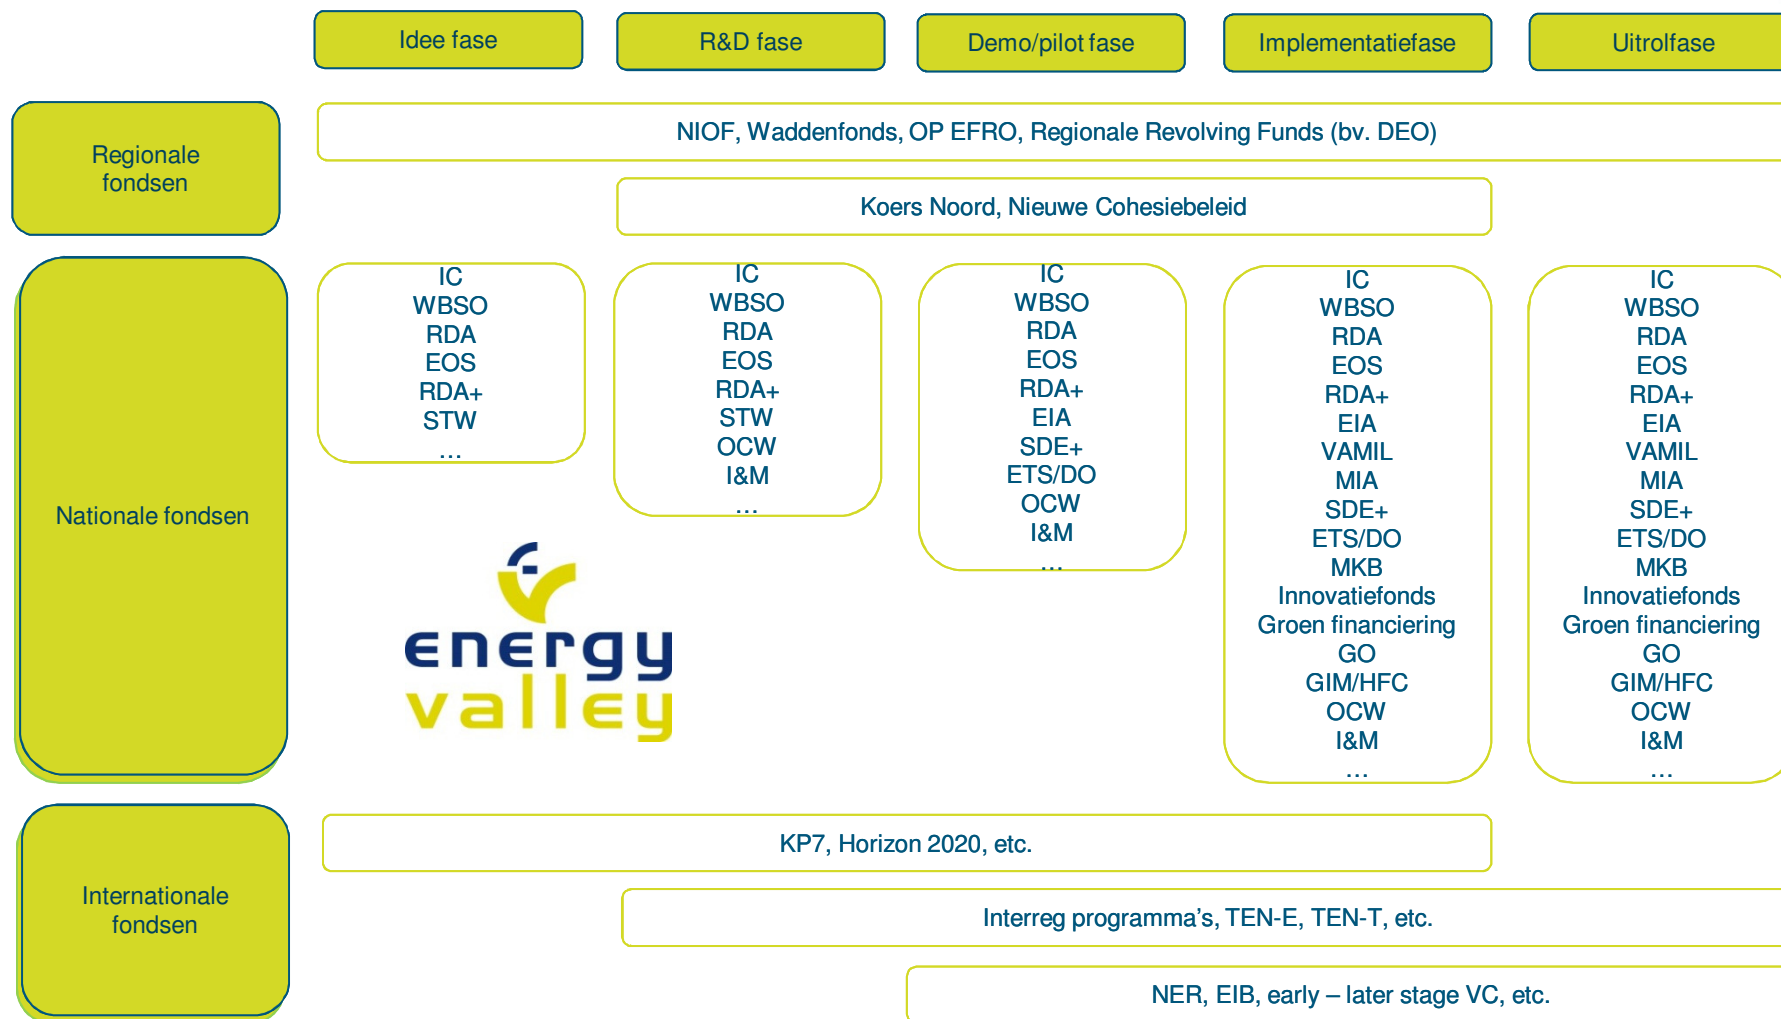 Idee fase
R&D fase
Demo/pilot fase
Implementatiefase
Uitrolfase
Regionale
fondsen
NIOF, Waddenfonds, OP EFRO, Regionale Revolving Funds (bv. DEO)
Koers Noord, Nieuwe Cohesiebeleid
Nationale fondsen
IC
WBSO
RDA
EOS
RDA+
STW
…
IC
WBSO
RDA
EOS
RDA+
STW
OCW
I&M
…
IC
WBSO
RDA
EOS
RDA+
EIA
SDE+
ETS/DO
OCW
I&M
…
IC
WBSO
RDA
EOS
RDA+
EIA
VAMIL
MIA
SDE+
ETS/DO
MKB
Innovatiefonds
Groen financiering
GO
GIM/HFC
OCW
I&M
…
IC
WBSO
RDA
EOS
RDA+
EIA
VAMIL
MIA
SDE+
ETS/DO
MKB
Innovatiefonds
Groen financiering
GO
GIM/HFC
OCW
I&M
…
energy
valley
Internationale
fondsen
KP7, Horizon 2020, etc.
Interreg programma's, TEN-E, TEN-T, etc.
NER, EIB, early – later stage VC, etc.